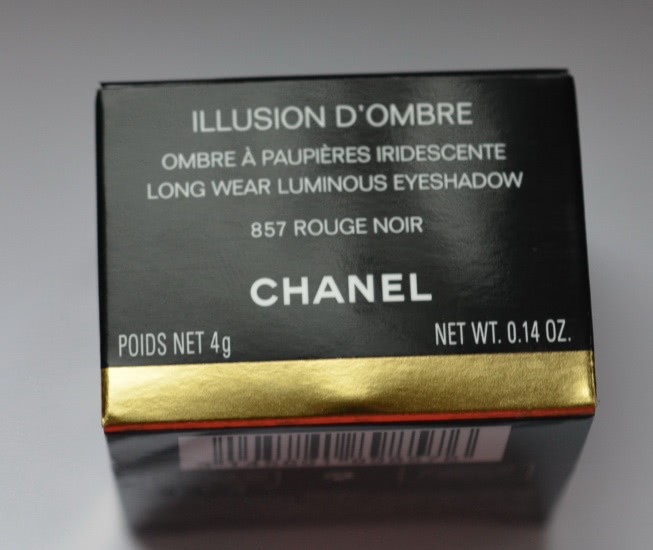 ILLUSION D'OMBRE
OMBRE À PAUPIÈRES IRIDESCENTE
LONG WEAR LUMINOUS EYESHADOW
857 ROUGE NOIR
CHANEL
POIDS NET 4g
NET WT. 0.14 OZ.